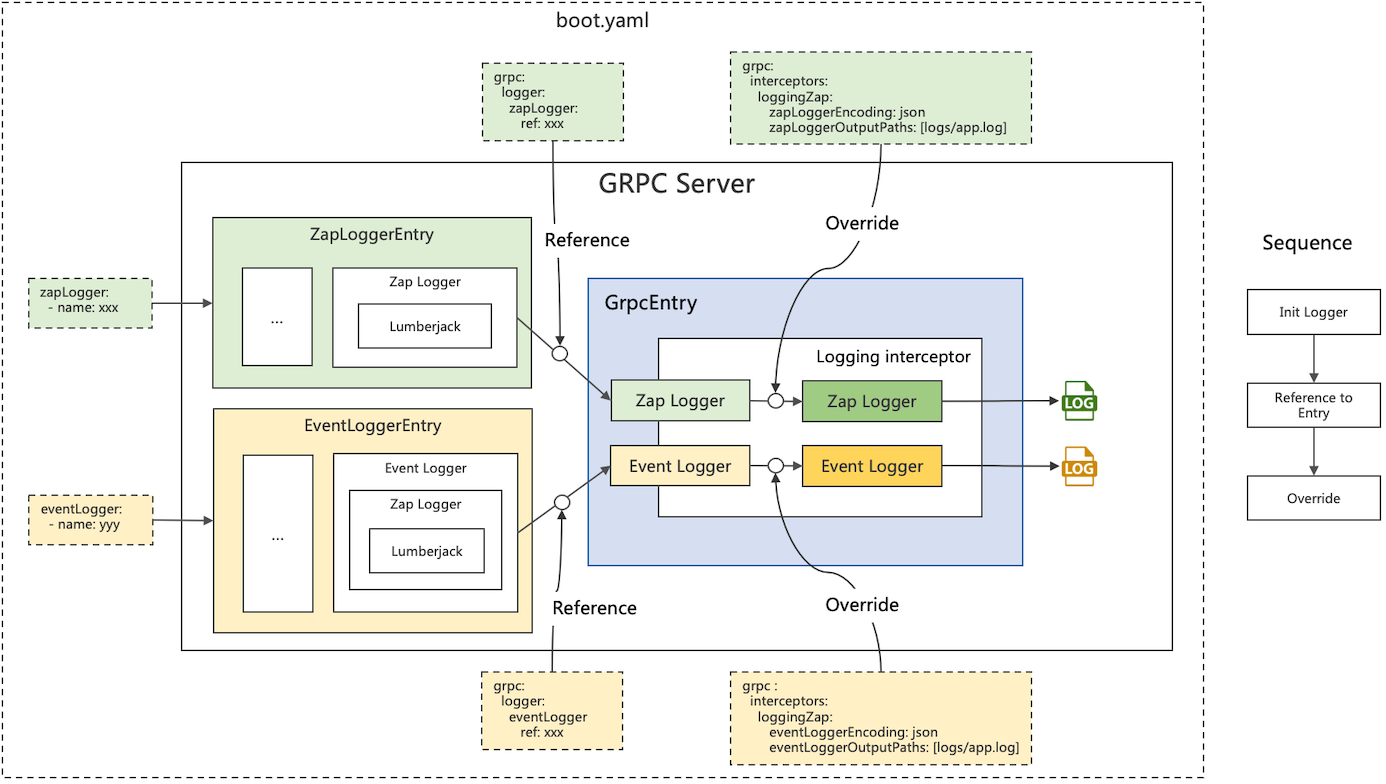 boot.yaml
grpc:
logger:
zapLogger:
ref: xxx
grpc:
interceptors:
loggingZap:
zapLoggerEncoding: json
zapLoggerOutputPaths: [logs/app.log]
GRPC Server
ZapLoggerEntry
...
Zap Logger
Lumberjack
Reference
Override
zapLogger:
- name: xxx
GrpcEntry
Logging interceptor
Zap Logger
Zap Logger
LOG
Event Logger
Event Logger
LOG
EventLoggerEntry
...
Event Logger
Zap Logger
Lumberjack
eventLogger:
- name: yyy
Reference
Override
grpc:
logger:
eventLogger
ref: xxx
grpc :
interceptors:
loggingZap:
eventLoggerEncoding: json
eventLoggerOutputPaths: [logs/app.log]
Sequence
Init Logger
Reference to
Entry
Override